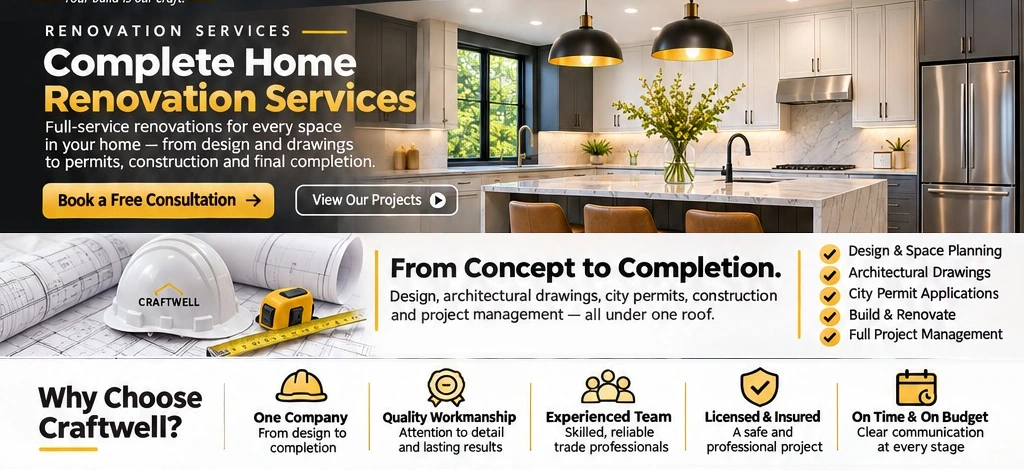 Your build is our craft.
RENOVATION SERVICES
Complete Home
Renovation Services
Full-service renovations for every space
in your home — from design and drawings
to permits, construction and final completion.
Book a Free Consultation
View Our Projects
CRAFTWELL
From Concept to Completion.
Design, architectural drawings, city permits, construction
and project management — all under one roof.
Design & Space Planning
Architectural Drawings
City Permit Applications
Build & Renovate
Full Project Management
Why Choose
Craftwell?
One Company
From design to
completion
Quality Workmanship
Attention to detail
and lasting results
Experienced Team
Skilled, reliable
trade professionals
Licensed & Insured
A safe and
professional project
On Time & On Budget
Clear communication
at every stage